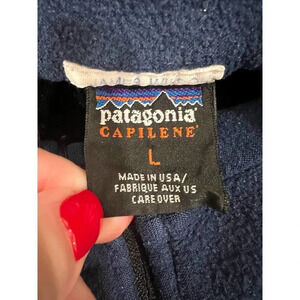 patagonia®
CAPILENE®
L
MADE IN USA/
FABRIQUE AUX US
CARE OVER